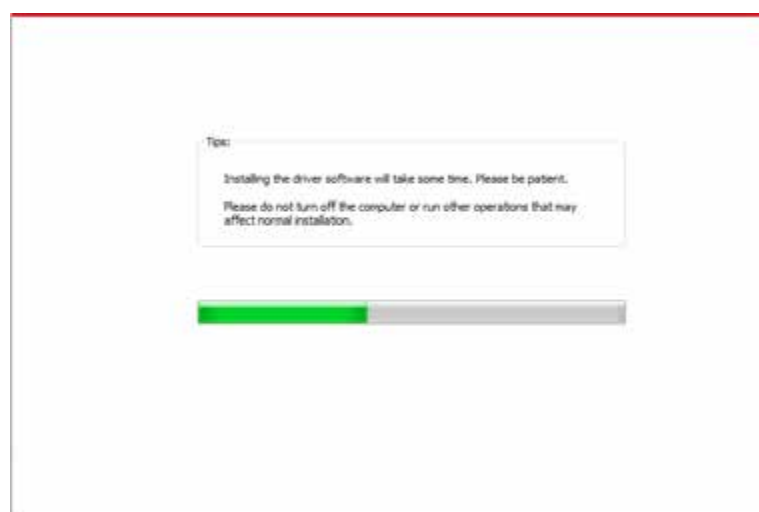 Tips:
Installing the driver software will take some time. Please be patient.
Please do not turn off the computer or run other operations that may
affect normal installation.